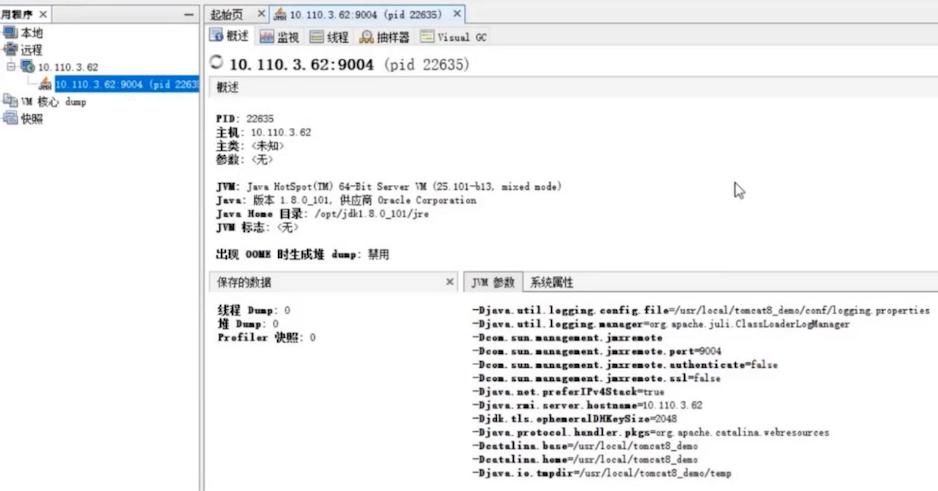 用程序
本地
远程
10.110.3.62
10.110.3.62:9004 (pid 2263
VM 核心 dump
快照
起始页
10.110.3.62:9004 (pid 22635)
概述
监视
线程
抽样器
Visual GC
10.110.3.62:9004 (pid 22635)
概述
PID: 22635
主机: 10.110.3.62
主类: <未知>
参数: <无>
JVM: Java HotSpot(TM) 64-Bit Server VM (25.101-b13, mixed mode)
Java: 版本 1.8.0_101, 供应商 Oracle Corporation
Java Home 目录: /opt/jdk1.8.0_101/jre
JVM 标志: <无>
出现 OOME 时生成堆 dump: 禁用
保存的数据
线程 Dump: 0
堆 Dump: 0
Profiler 快照: 0
JVM 参数
系统属性
-Djava.util.logging.config.file=/usr/local/tomcat8_demo/conf/logging.properties
-Djava.util.logging.manager=org.apache.juli.ClassLoaderLogManager
-Dcom.sun.management.jmxremote
-Dcom.sun.management.jmxremote.port=9004
-Dcom.sun.management.jmxremote.authenticate=false
-Dcom.sun.management.jmxremote.ssl=false
-Djava.net.preferIPv4Stack=true
-Djava.rmi.server.hostname=10.110.3.62
-Djdk.tls.ephemeralDHKeySize=2048
-Djava.protocol.handler.pkgs=org.apache.catalina.webresources
-Dcatalina.base=/usr/local/tomcat8_demo
-Dcatalina.home=/usr/local/tomcat8_demo
-Djava.io.tmpdir=/usr/local/tomcat8_demo/temp